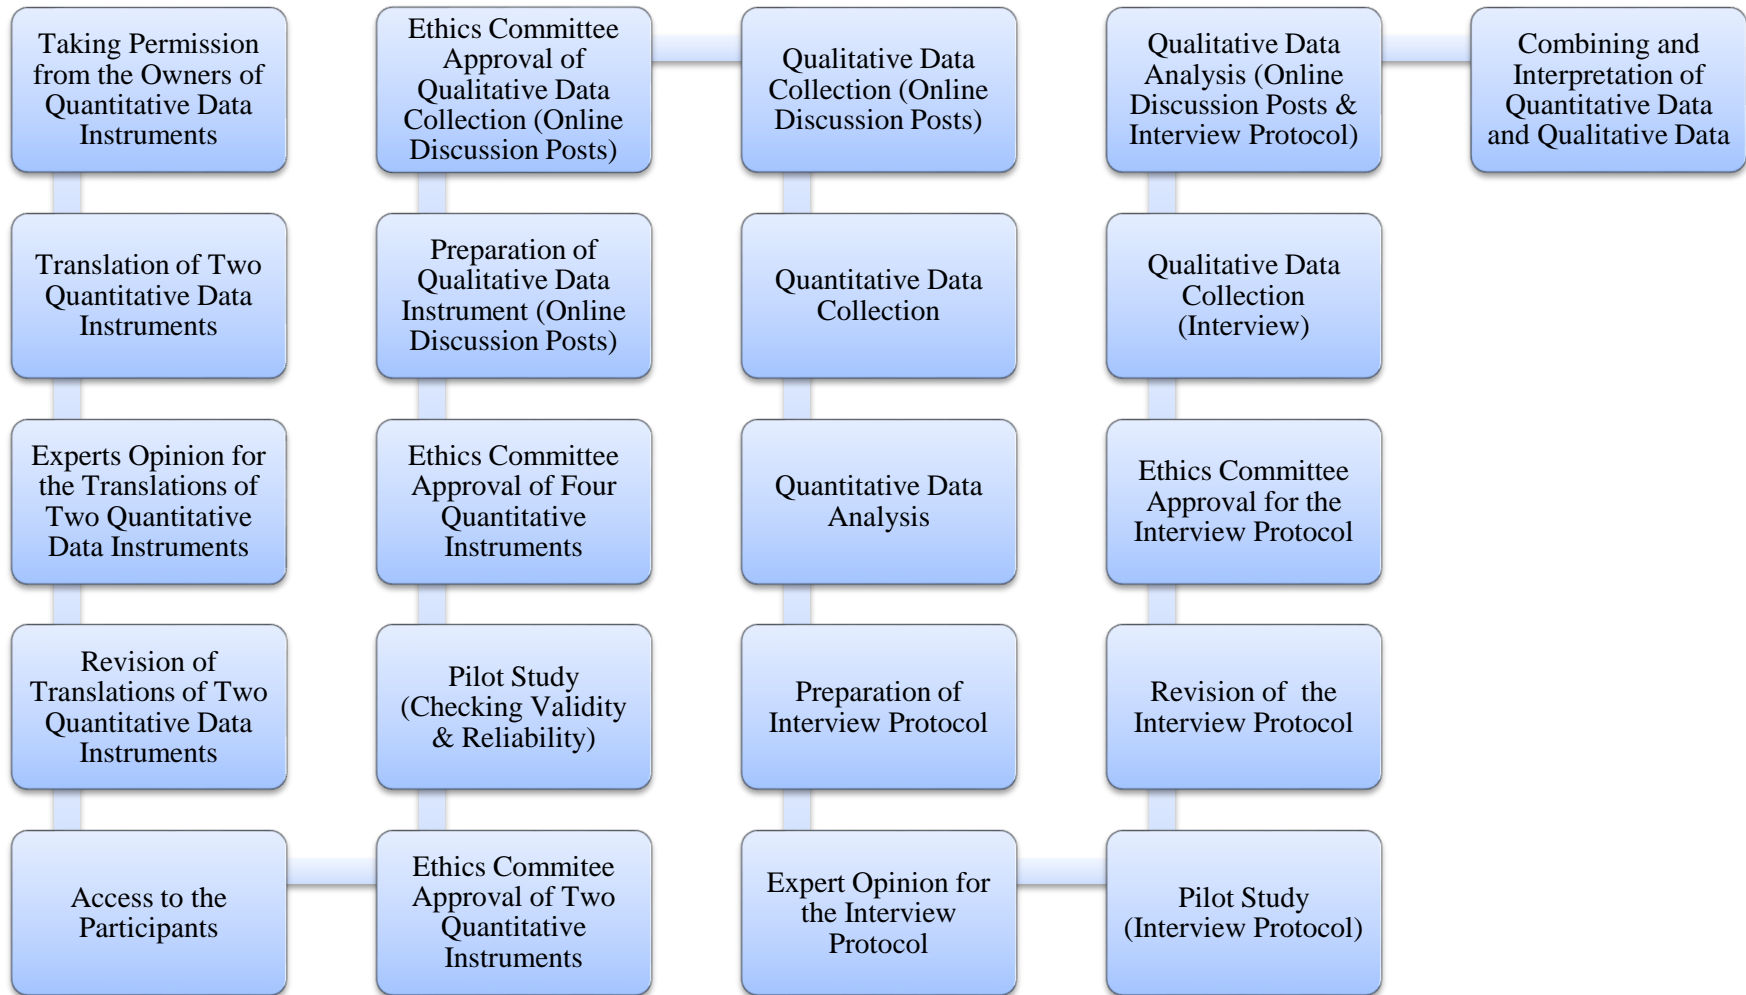 Taking Permission
from the Owners of
Quantitative Data
Instruments
Translation of Two
Quantitative Data
Instruments
Experts Opinion for
the Translations of
Two Quantitative
Data Instruments
Revision of
Translations of Two
Quantitative Data
Instruments
Access to the
Participants
Ethics Commitee
Approval of Two
Quantitative
Instruments
Pilot Study
(Checking Validity
& Reliability)
Ethics Committee
Approval of Four
Quantitative
Instruments
Preparation of
Qualitative Data
Instrument (Online
Discussion Posts)
Ethics Committee
Approval of
Qualitative Data
Collection (Online
Discussion Posts)
Qualitative Data
Collection (Online
Discussion Posts)
Quantitative Data
Collection
Quantitative Data
Analysis
Preparation of
Interview Protocol
Expert Opinion for
the Interview
Protocol
Pilot Study
(Interview Protocol)
Revision of  the
Interview Protocol
Ethics Committee
Approval for the
Interview Protocol
Qualitative Data
Collection
(Interview)
Qualitative Data
Analysis (Online
Discussion Posts &
Interview Protocol)
Combining and
Interpretation of
Quantitative Data
and Qualitative Data